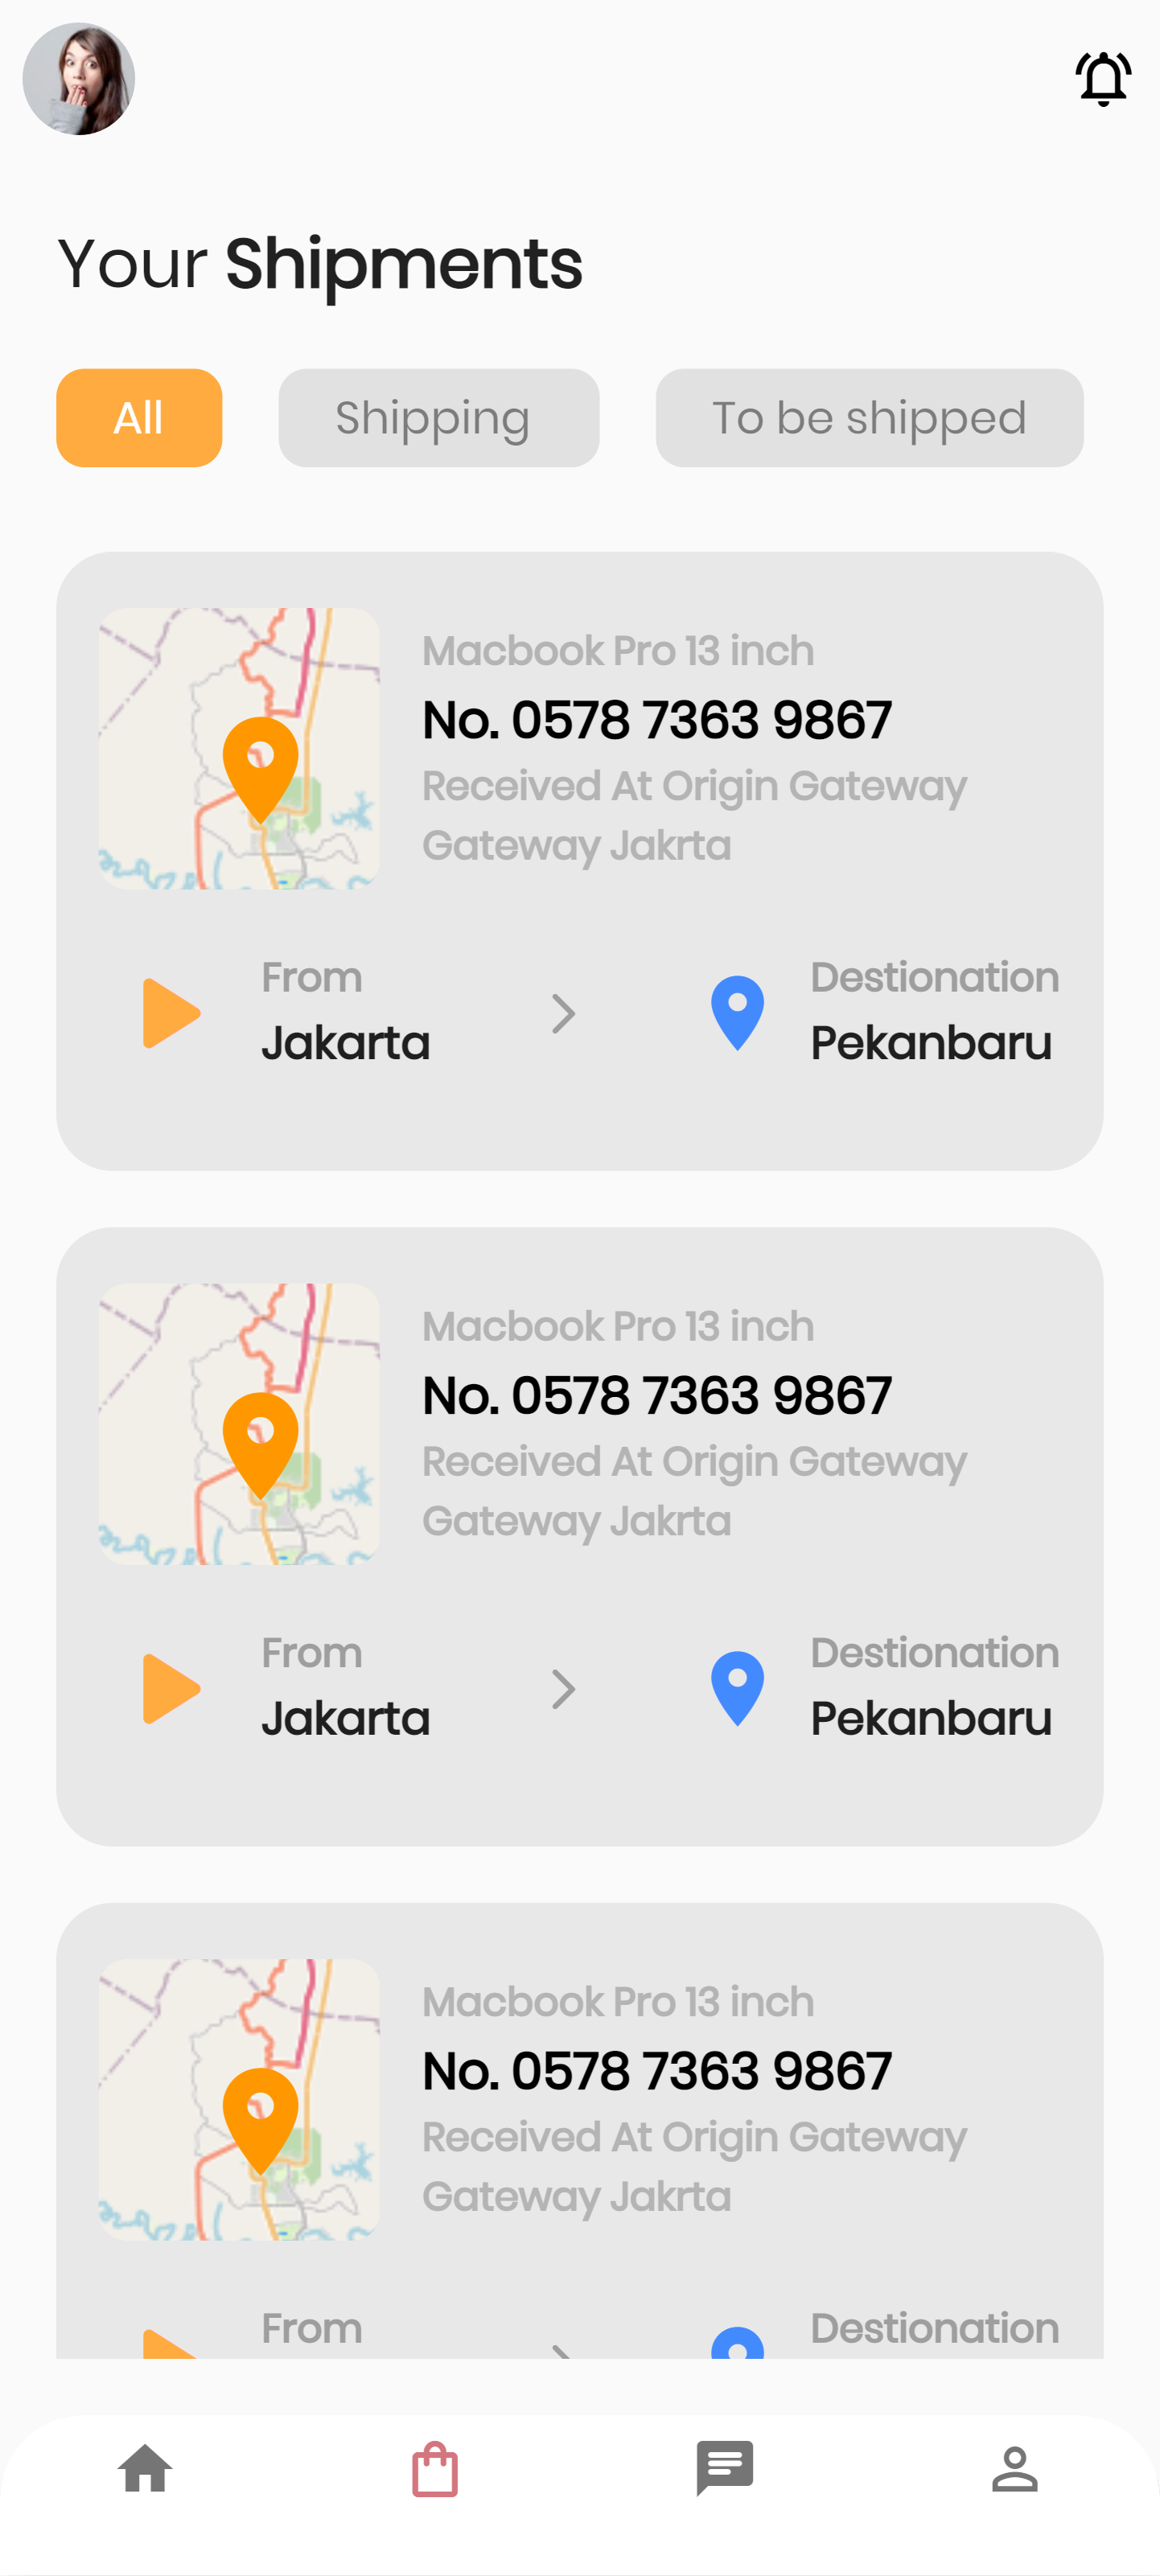 Your Shipments
All
Shipping
To be shipped
Macbook Pro 13 inch
No. 0578 7363 9867
Received At Origin Gateway
Gateway Jakrta
From
Destionation
Jakarta
Pekanbaru
Macbook Pro 13 inch
No. 0578 7363 9867
Received At Origin Gateway
Gateway Jakrta
From
Destionation
Jakarta
Pekanbaru
Macbook Pro 13 inch
No. 0578 7363 9867
Received At Origin Gateway
Gateway Jakrta
From
Destionation